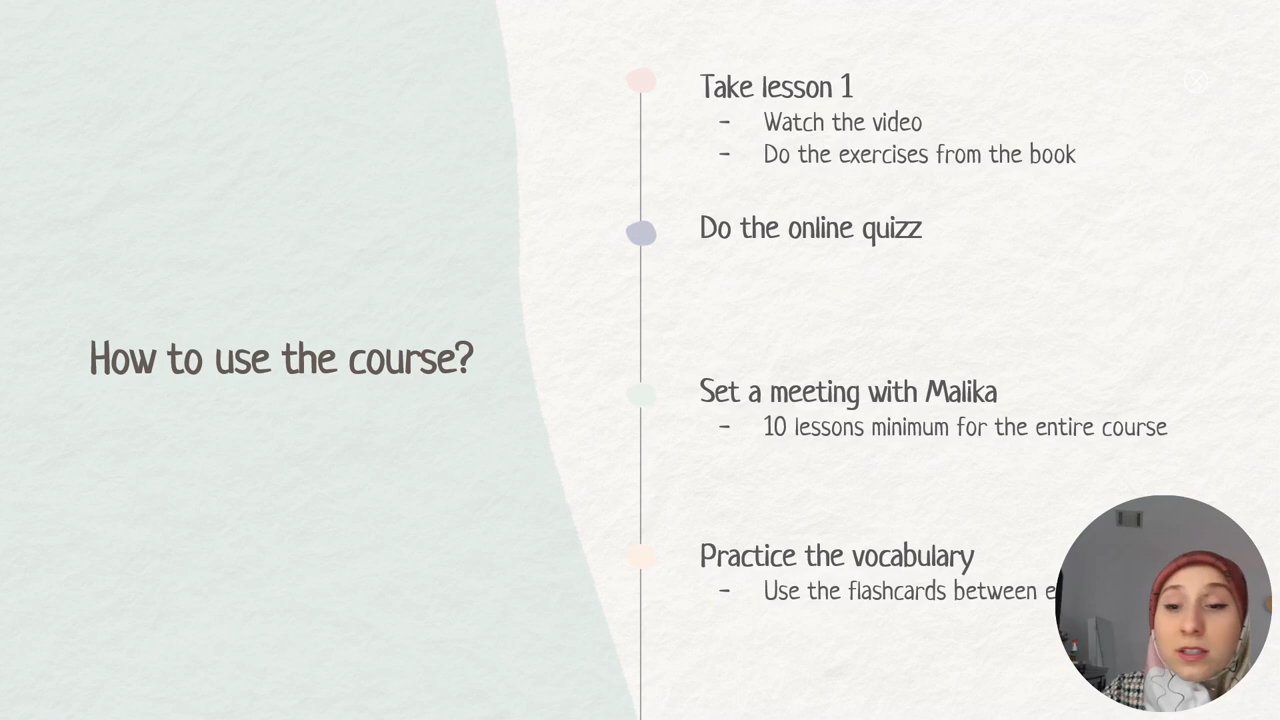 How to use the course?
Take lesson 1
- Watch the video
- Do the exercises from the book
Do the online quizz
Set a meeting with Malika
- 10 lessons minimum for the entire course
Practice the vocabulary
- Use the flashcards between